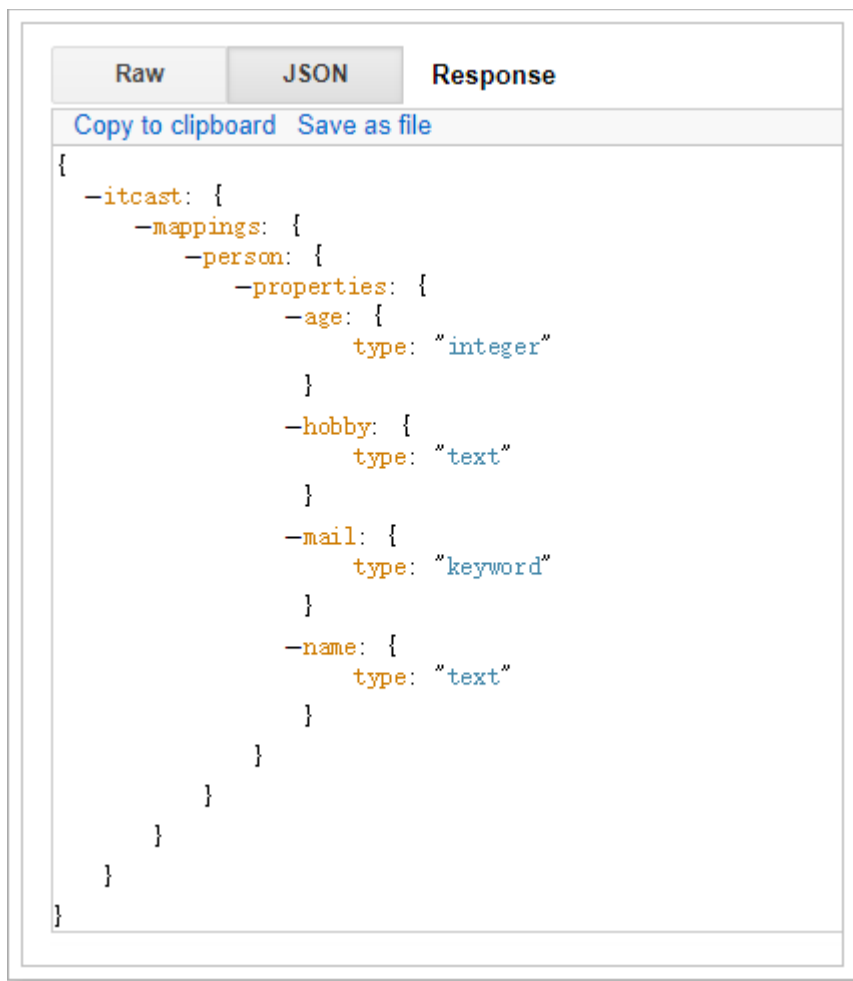 Raw JSON Response
Copy to clipboard Save as file
{
—itcast: {
—mappings: {
—person: {
—properties: {
—age: {
type: "integer"
}
—hobby: {
type: "text"
}
—mail: {
type: "keyword"
}
—name: {
type: "text"
}
}
}
}
}
}